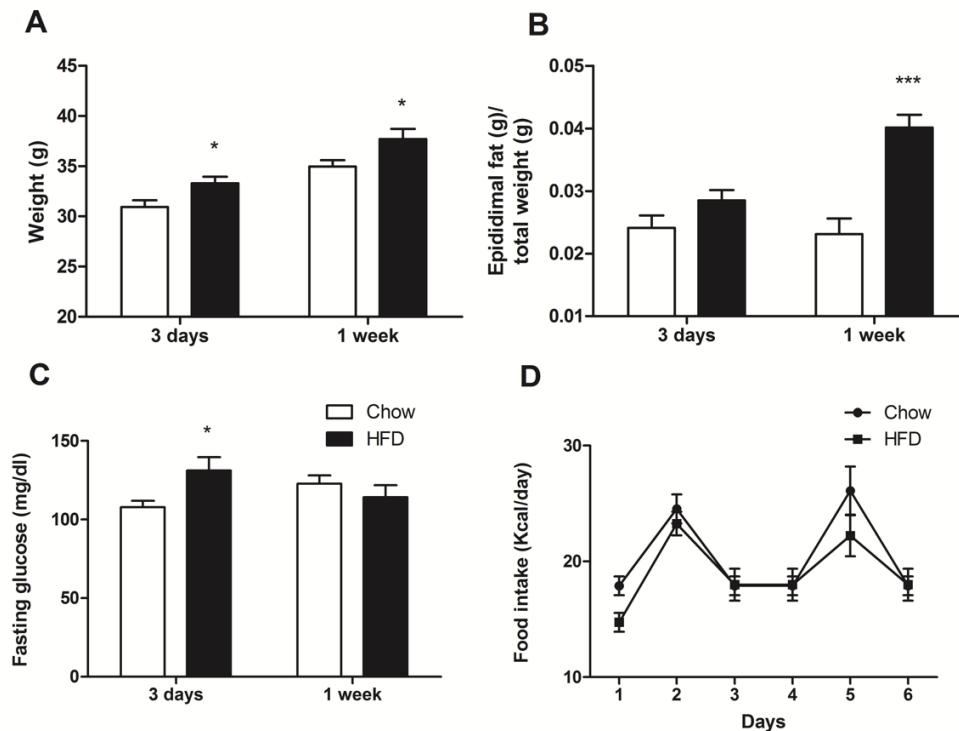 A
Weight (g)
45
40
35
30
25
20
*
*
3 days
1 week
B
Epididimal fat (g)/
total weight (g)
0.05
0.04
0.03
0.02
0.01
***
3 days
1 week
C
Chow
HFD
Fasting glucose (mg/dl)
150
100
50
0
*
3 days
1 week
D
Chow
HFD
Food intake (Kcal/day)
30
20
10
1 2 3 4 5 6
Days